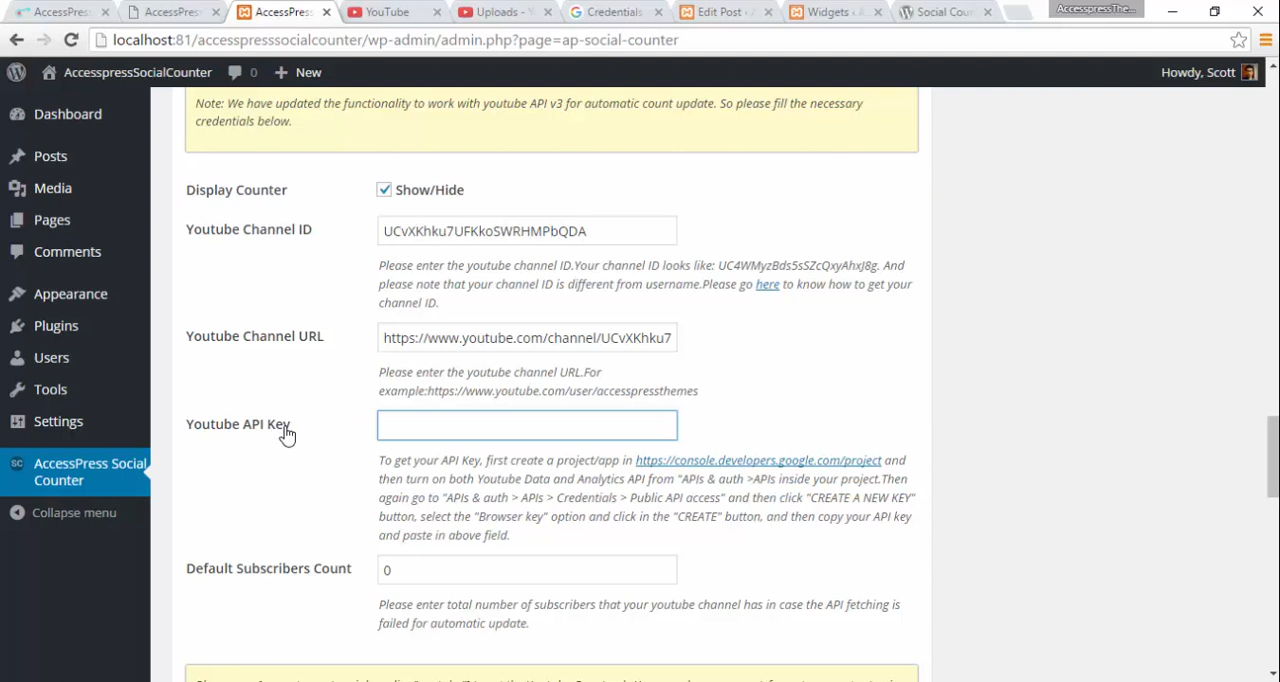 AccessPres
AccessPres
AccessPress
YouTube
Uploads - Y
Credentials
Edit Post ‹ A
Widgets ‹ A
Social Cou
AccesspressThe...
localhost:81/accesspresssocialcounter/wp-admin/admin.php?page=ap-social-counter
AccesspressSocialCounter 0 New Howdy, Scott
Dashboard
Posts
Media
Pages
Comments
Appearance
Plugins
Users
Tools
Settings
SC AccessPress Social
Counter
Collapse menu
Note: We have updated the functionality to work with youtube API v3 for automatic count update. So please fill the necessary
credentials below.
Display Counter Show/Hide
Youtube Channel ID UCvXKhku7UFKkoSWRHMPbQDA
Please enter the youtube channel ID.Your channel ID looks like: UC4WMyzBds5sSZcQxyAhxJ8g. And
please note that your channel ID is different from username.Please go here to know how to get your
channel ID.
Youtube Channel URL https://www.youtube.com/channel/UCvXKhku7
Please enter the youtube channel URL.For
example:https://www.youtube.com/user/accesspressthemes
Youtube API Key
To get your API Key, first create a project/app in https://console.developers.google.com/project and
then turn on both Youtube Data and Analytics API from "APIs & auth >APIs inside your project.Then
again go to "APIs & auth > APIs > Credentials > Public API access" and then click "CREATE A NEW KEY"
button, select the "Browser key" option and click in the "CREATE" button, and then copy your API key
and paste in above field.
Default Subscribers Count 0
Please enter total number of subscribers that your youtube channel has in case the API fetching is
failed for automatic update.